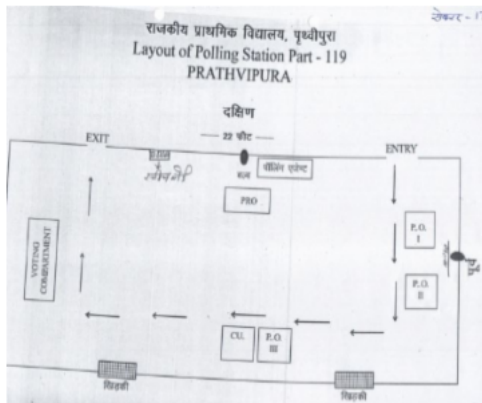 सेक्टर - 1
राजकीय प्राथमिक विद्यालय, पृथ्वीपुरा
Layout of Polling Station Part - 119
PRATHVIPURA
दक्षिण
22 फीट
EXIT
ENTRY
बल्ब
पोलिंग एजेन्ट
PRO
P.O.
I
P.O.
II
पूर्व
VOTING
COMPARTMENT
CU.
P.O.
III
खिड़की
खिड़की